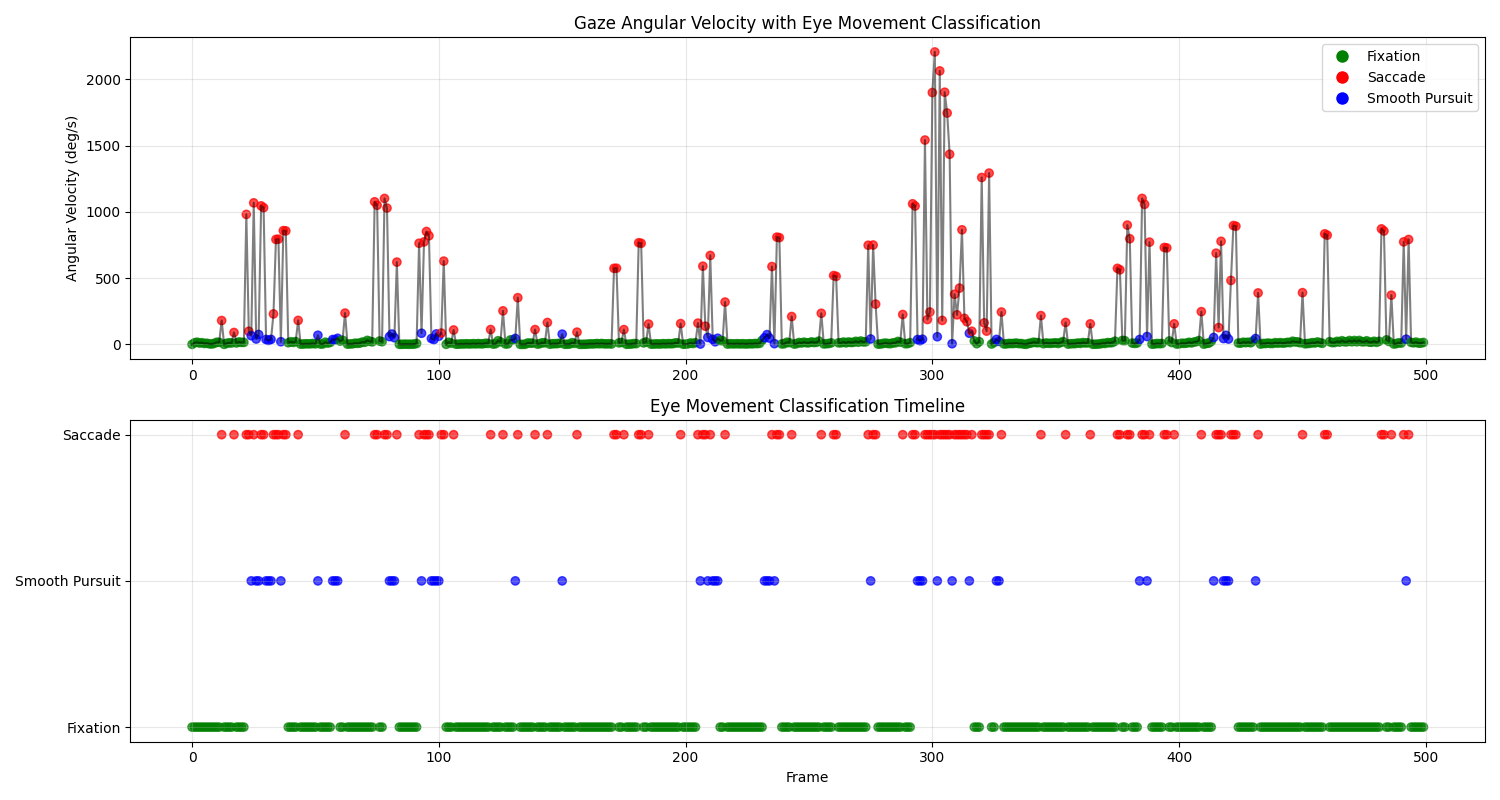 Gaze Angular Velocity with Eye Movement Classification
Angular Velocity (deg/s)
2000
1500
1000
500
0
Fixation
Saccade
Smooth Pursuit
0 100 200 300 400 500
Eye Movement Classification Timeline
Saccade
Smooth Pursuit
Fixation
0 100 200 300 400 500
Frame